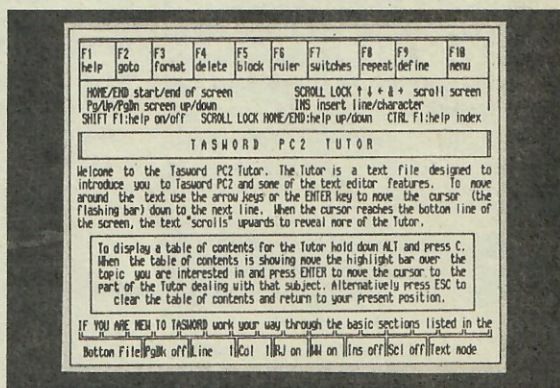 F1 F2 F3 F4 F5 F6 F7 F8 F9 F10
help goto format delete block ruler switches repeat define menu
HOME/END start/end of screen SCROLL LOCK ↑ ↓ ← & → scroll screen
Pg/Up/PgDn screen up/down INS insert line/character
SHIFT F1:help on/off SCROLL LOCK HOME/END:help up/down CTRL F1:help index
TASWORD PC2 TUTOR
Welcome to the Tasword PC2 Tutor. The Tutor is a text file designed to
introduce you to Tasword PC2 and some of the text editor features. To move
around the text use the arrow keys or the ENTER key to move the cursor (the
flashing bar) down to the next line. When the cursor reaches the bottom line of
the screen, the text "scrolls" upwards to reveal more of the Tutor.
To display a table of contents for the Tutor hold down ALT and press C.
When the table of contents is showing move the highlight bar over the
topic you are interested in and press ENTER to move the cursor to the
part of the Tutor dealing with that subject. Alternatively press ESC to
clear the table of contents and return to your present position.
IF YOU ARE NEW TO TASWORD work your way through the basic sections listed in the
Bottom File PgBk off Line 1 Col 1 RJ on WW on Ins off Scl off Text mode